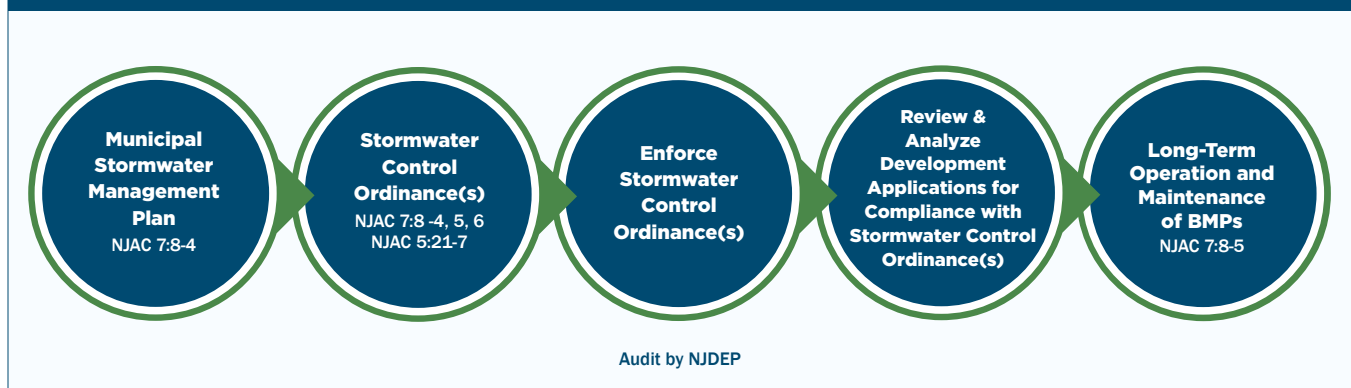 Municipal
Stormwater
Management
Plan
NJAC 7:8-4
Stormwater
Control
Ordinance(s)
NJAC 7:8 -4, 5, 6
NJAC 5:21-7
Enforce
Stormwater
Control
Ordinance(s)
Review &
Analyze
Development
Applications for
Compliance with
Stormwater Control
Ordinance(s)
Long-Term
Operation and
Maintenance
of BMPs
NJAC 7:8-5
Audit by NJDEP